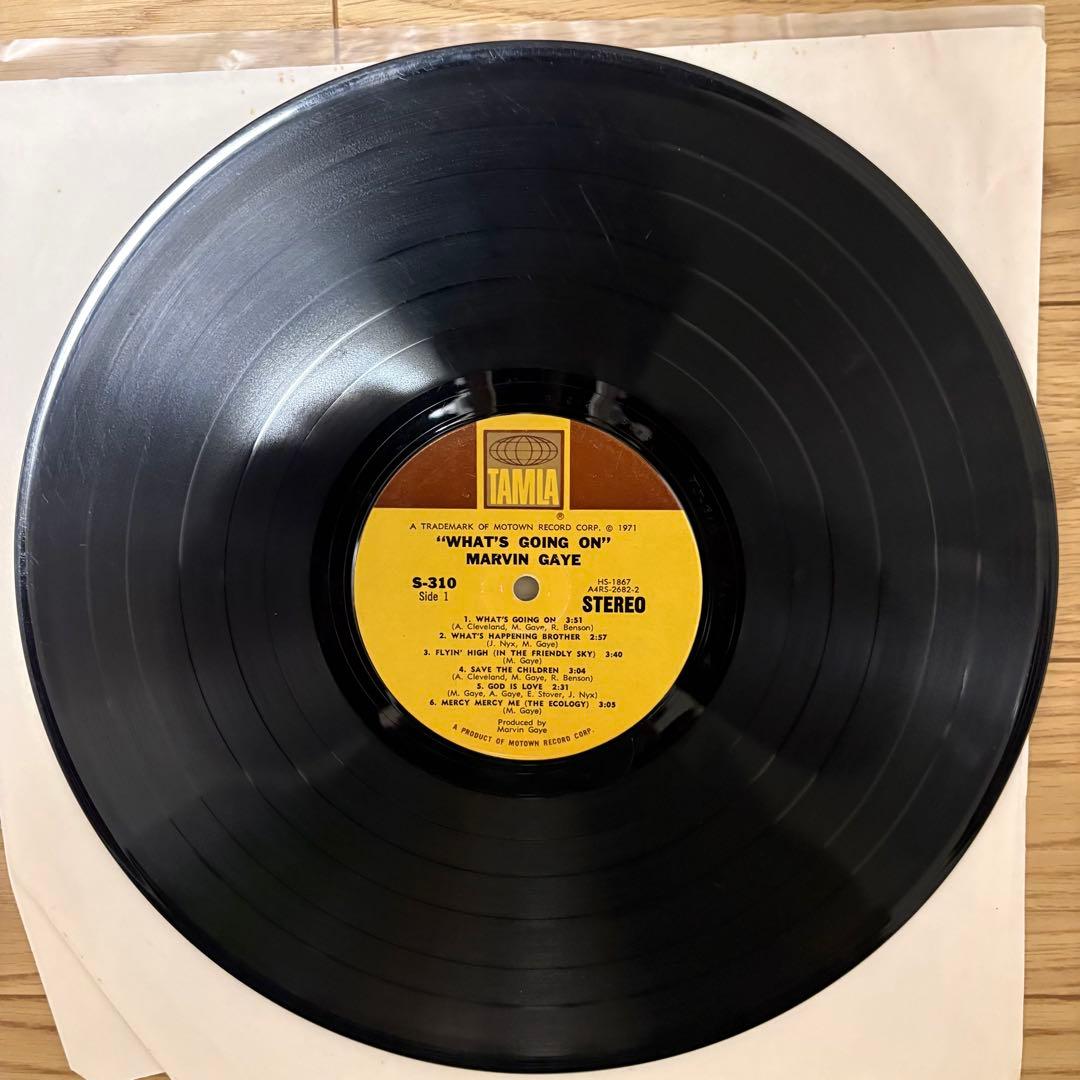 TAMLA
®
A TRADEMARK OF MOTOWN RECORD CORP. © 1971
"WHAT'S GOING ON"
MARVIN GAYE
S-310
Side 1
HS-1867
A4RS-2682-2
STEREO
1. WHAT'S GOING ON 3:51
(A. Cleveland, M. Gaye, R. Benson)
2. WHAT'S HAPPENING BROTHER 2:57
(J. Nyx, M. Gaye)
3. FLYIN' HIGH (IN THE FRIENDLY SKY) 3:40
(M. Gaye)
4. SAVE THE CHILDREN 3:04
(A. Cleveland, M. Gaye, R. Benson)
5. GOD IS LOVE 2:31
(M. Gaye, A. Gaye, E. Stover, J. Nyx)
6. MERCY MERCY ME (THE ECOLOGY) 3:05
(M. Gaye)
Produced by
Marvin Gaye
A PRODUCT OF MOTOWN RECORD CORP.